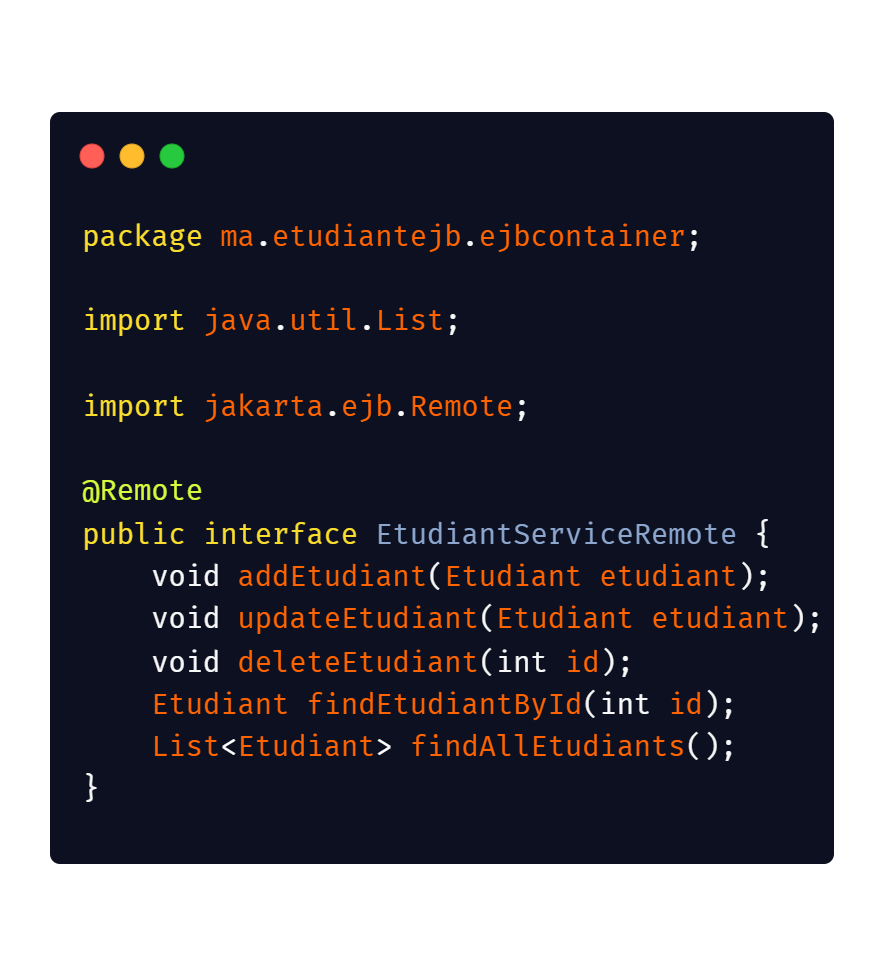 package ma.etudiantejb.ejbcontainer;
import java.util.List;
import jakarta.ejb.Remote;
@Remote
public interface EtudiantServiceRemote {
    void addEtudiant(Etudiant etudiant);
    void updateEtudiant(Etudiant etudiant);
    void deleteEtudiant(int id);
    Etudiant findEtudiantById(int id);
    List<Etudiant> findAllEtudiants();
}